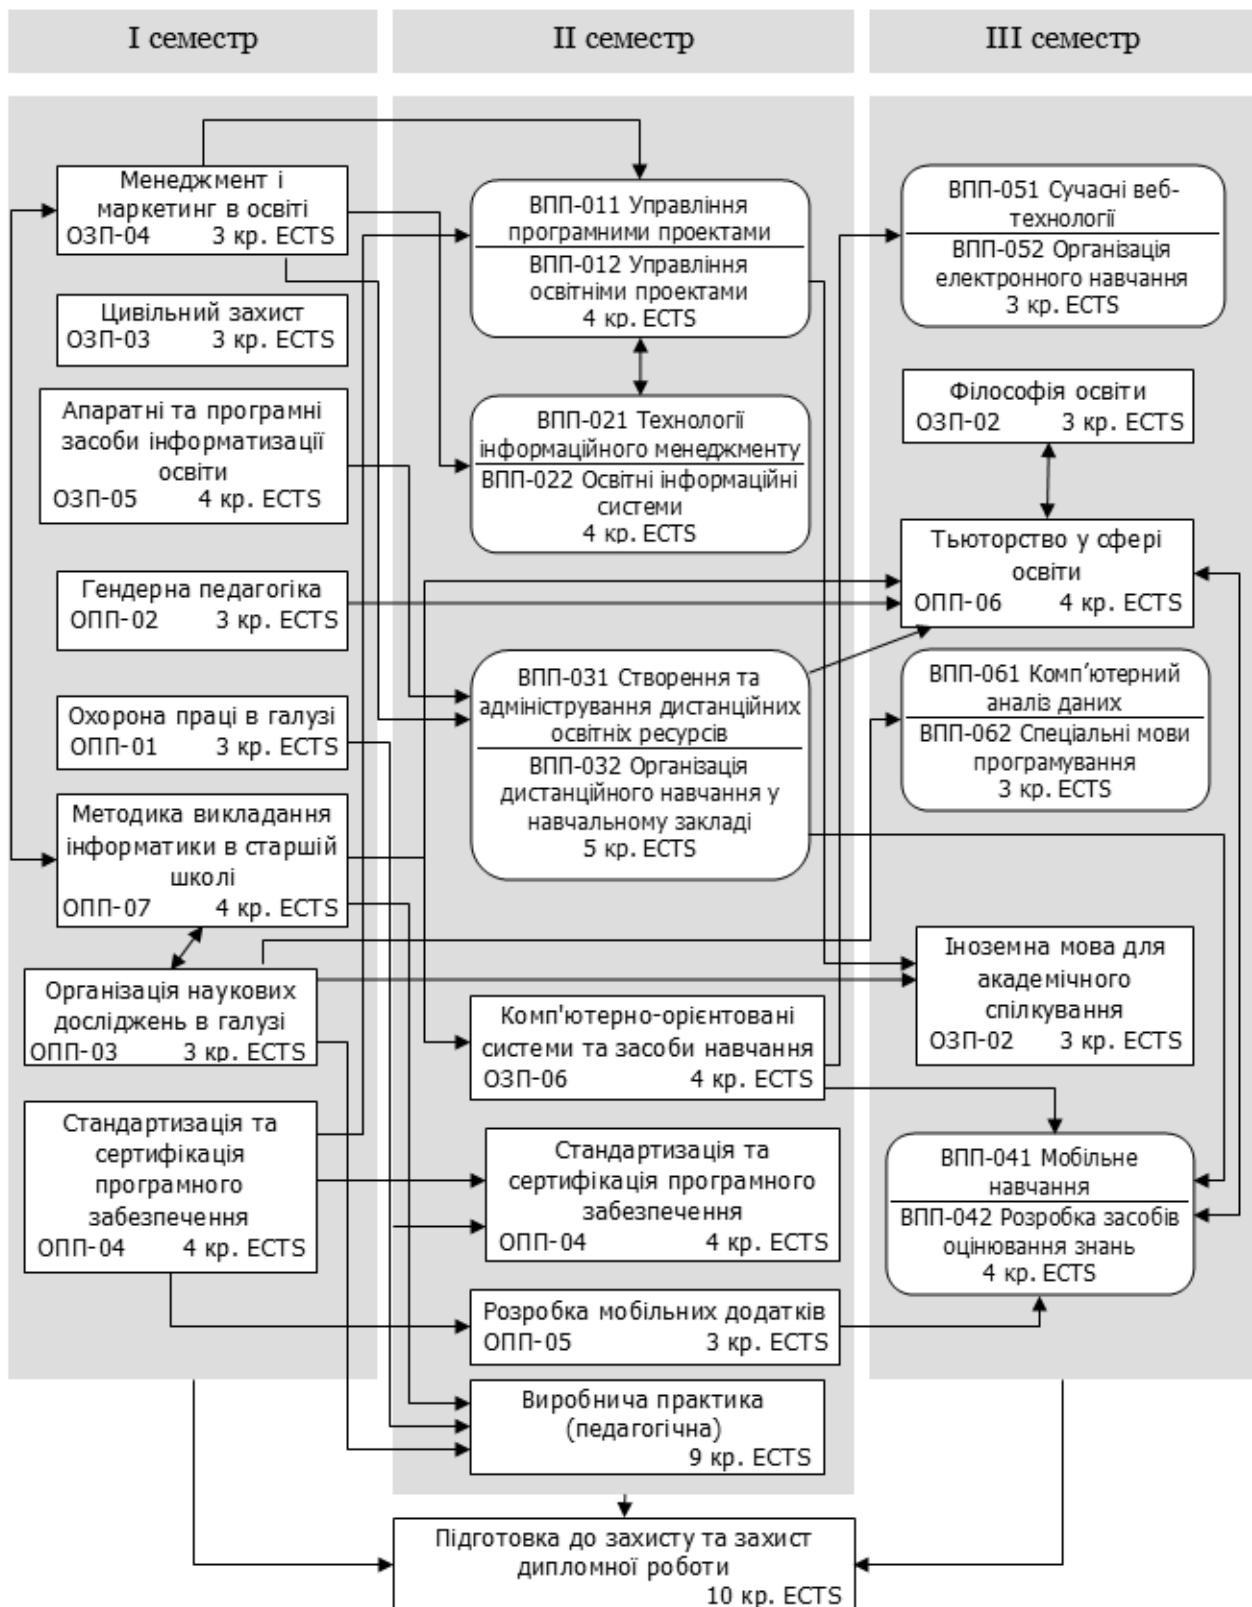 I семестр
II семестр
III семестр
Менеджмент і
маркетинг в освіті
ОЗП-04 3 кр. ECTS
Цивільний захист
ОЗП-03 3 кр. ECTS
Апаратні та програмні
засоби інформатизації
освіти
ОЗП-05 4 кр. ECTS
Гендерна педагогіка
ОПП-02 3 кр. ECTS
Охорона праці в галузі
ОПП-01 3 кр. ECTS
Методика викладання
інформатики в старшій
школі
ОПП-07 4 кр. ECTS
Організація наукових
досліджень в галузі
ОПП-03 3 кр. ECTS
Стандартизація та
сертифікація
програмного
забезпечення
ОПП-04 4 кр. ECTS
ВПП-011 Управління
програмними проектами
ВПП-012 Управління
освітніми проектами
4 кр. ECTS
ВПП-021 Технології
інформаційного менеджменту
ВПП-022 Освітні інформаційні
системи
4 кр. ECTS
ВПП-031 Створення та
адміністрування дистанційних
освітніх ресурсів
ВПП-032 Організація
дистанційного навчання у
навчальному закладі
5 кр. ECTS
Комп'ютерно-орієнтовані
системи та засоби навчання
ОЗП-06 4 кр. ECTS
Стандартизація та
сертифікація програмного
забезпечення
ОПП-04 4 кр. ECTS
Розробка мобільних додатків
ОПП-05 3 кр. ECTS
Виробнича практика
(педагогічна)
9 кр. ECTS
ВПП-051 Сучасні веб-
технології
ВПП-052 Організація
електронного навчання
3 кр. ECTS
Філософія освіти
ОЗП-02 3 кр. ECTS
Тьюторство у сфері
освіти
ОПП-06 4 кр. ECTS
ВПП-061 Комп’ютерний
аналіз даних
ВПП-062 Спеціальні мови
програмування
3 кр. ECTS
Іноземна мова для
академічного
спілкування
ОЗП-02 3 кр. ECTS
ВПП-041 Мобільне
навчання
ВПП-042 Розробка засобів
оцінювання знань
4 кр. ECTS
Підготовка до захисту та захист
дипломної роботи
10 кр. ECTS